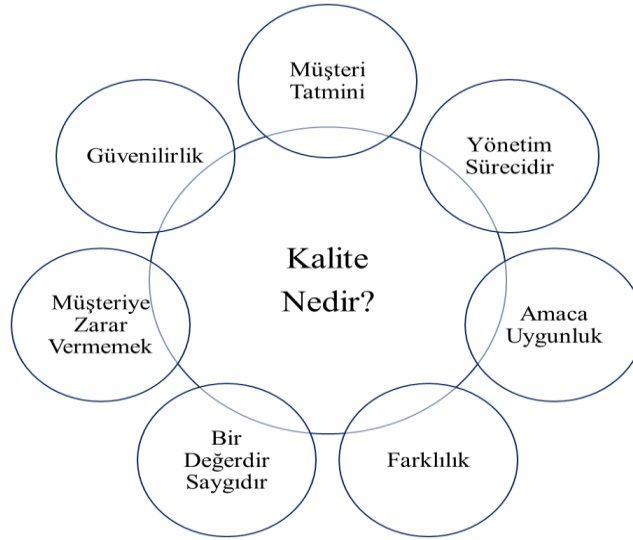 Müşteri
Tatmini
Yönetim
Sürecidir
Amaca
Uygunluk
Farklılık
Bir
Değerdir
Saygıdır
Müşteriye
Zarar
Vermemek
Güvenilirlik
Kalite
Nedir?